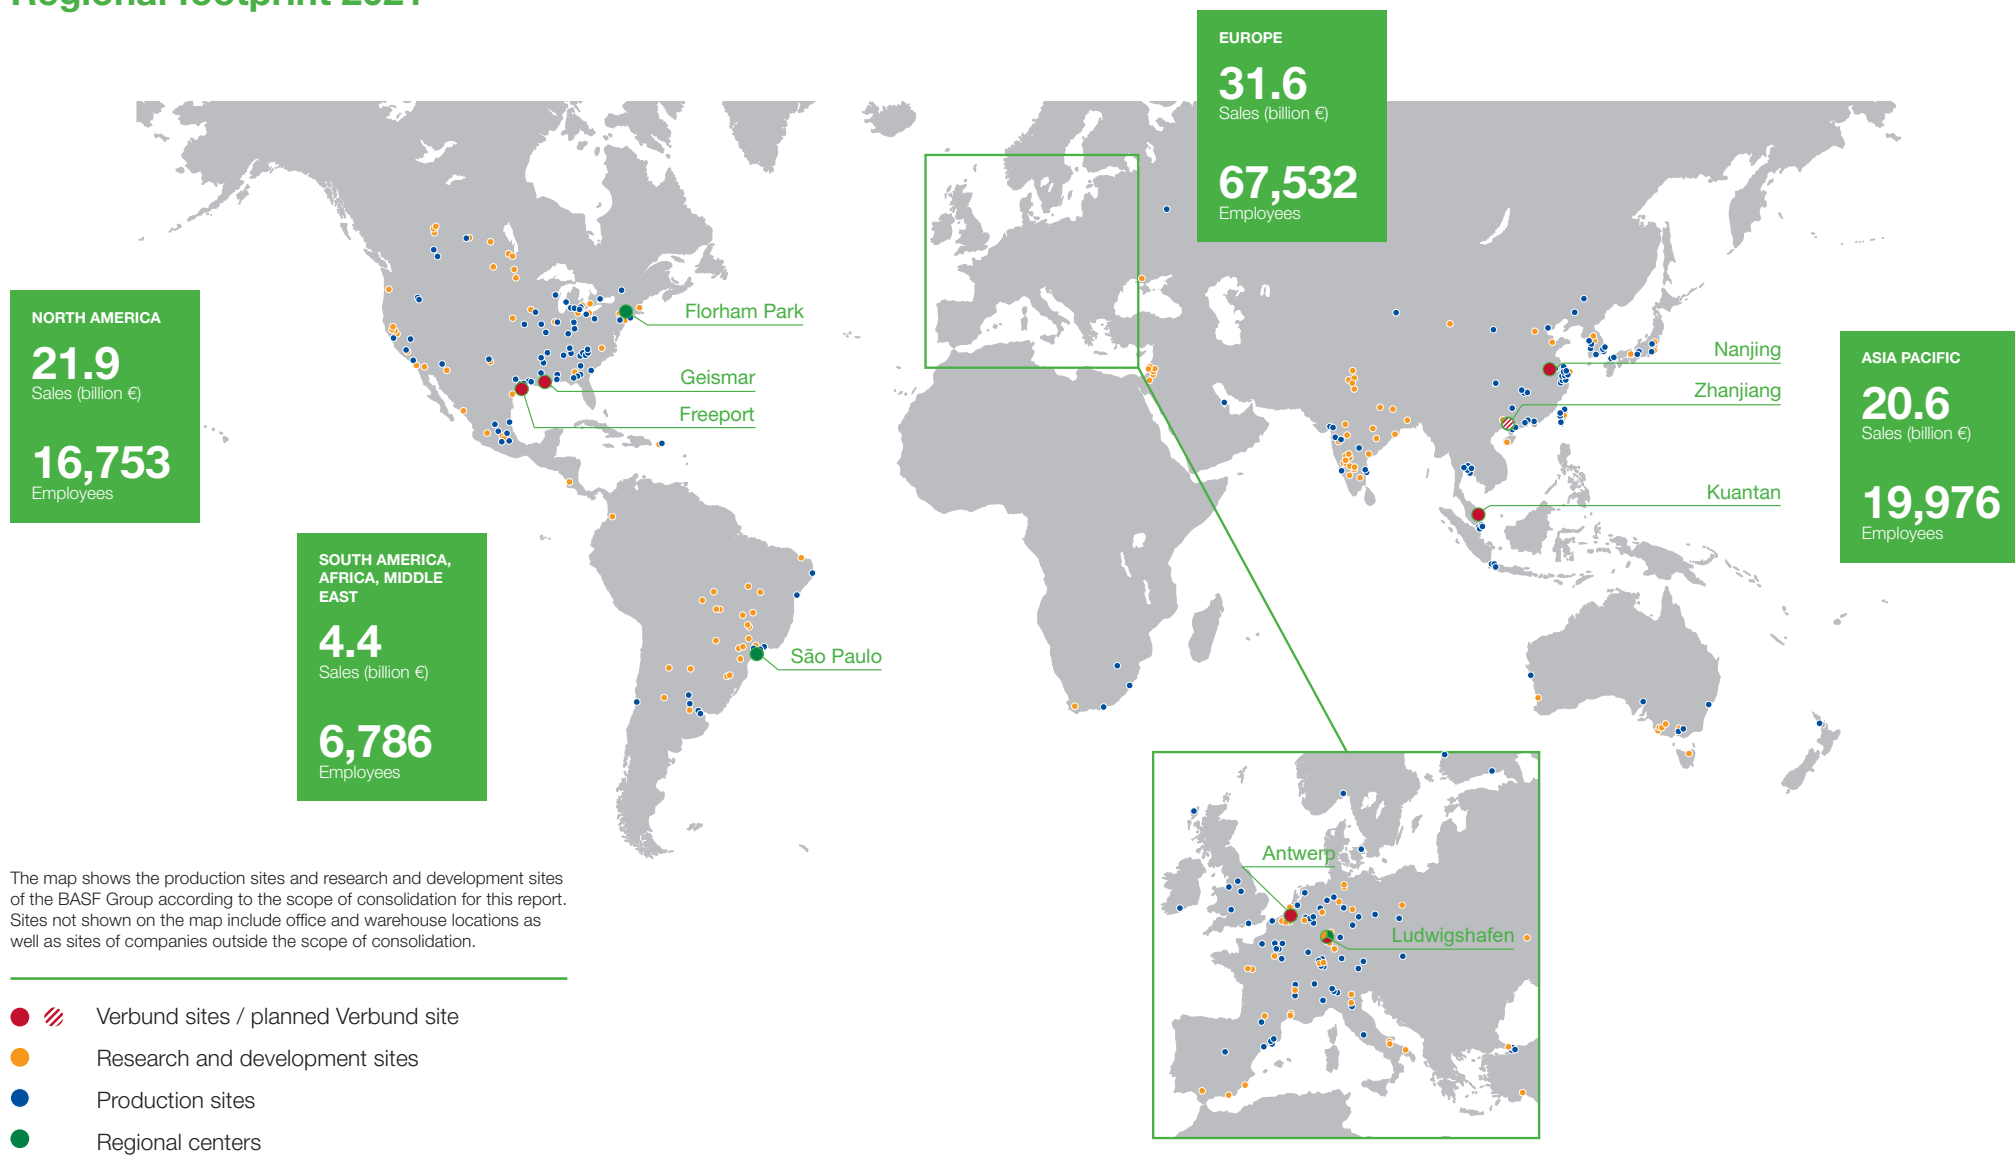 Regional footprint 2021
EUROPE
31.6
Sales (billion €)
67,532
Employees
NORTH AMERICA
21.9
Sales (billion €)
16,753
Employees
Florham Park
Geismar
Freeport
Nanjing
Zhanjiang
Kuantan
ASIA PACIFIC
20.6
Sales (billion €)
19,976
Employees
SOUTH AMERICA,
AFRICA, MIDDLE
EAST
4.4
Sales (billion €)
6,786
Employees
São Paulo
Antwerp
Ludwigshafen
The map shows the production sites and research and development sites
of the BASF Group according to the scope of consolidation for this report.
Sites not shown on the map include office and warehouse locations as
well as sites of companies outside the scope of consolidation.
Verbund sites / planned Verbund site
Research and development sites
Production sites
Regional centers